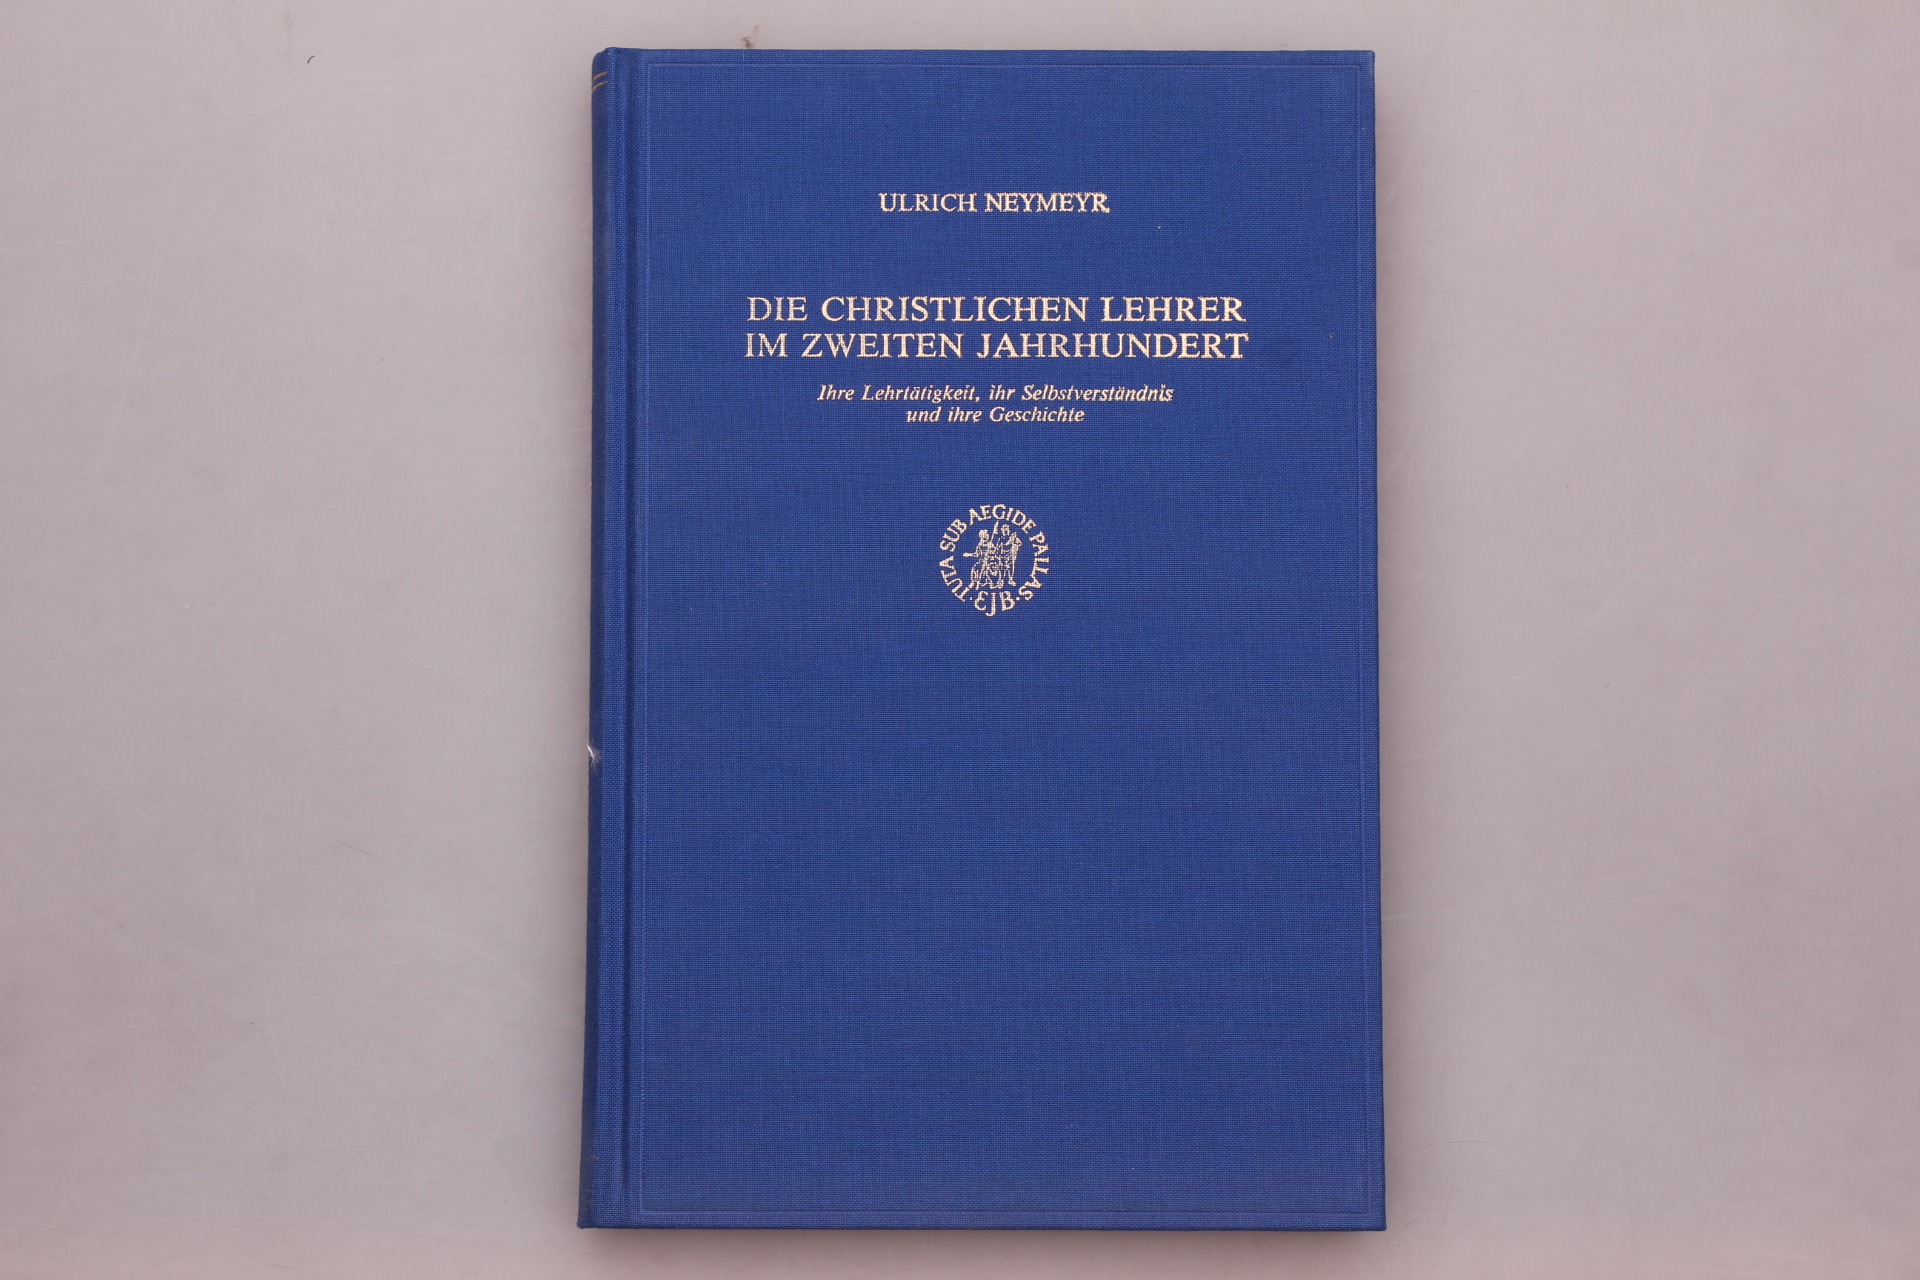 ULRICH NEYMEYR
DIE CHRISTLICHEN LEHRER
IM ZWEITEN JAHRHUNDERT
Ihre Lehrtätigkeit, ihr Selbstverständnis
und ihre Geschichte
TUTA SUB AEGIDE PALLAS
· EJB ·